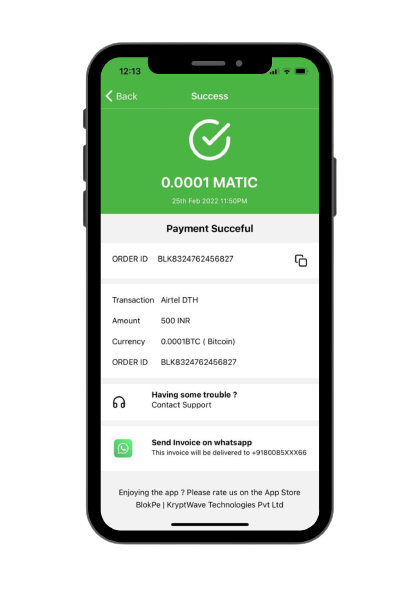 12:13
Back
Success
0.0001 MATIC
25th Feb 2022 11:50PM
Payment Succeful
ORDER ID BLK8324762456827
Transaction Airtel DTH
Amount 500 INR
Currency 0.0001BTC ( Bitcoin)
ORDER ID BLK8324762456827
Having some trouble ?
Contact Support
Send Invoice on whatsapp
This invoice will be delivered to +9180085XXX66
Enjoying the app ? Please rate us on the App Store
BlokPe | KryptWave Technologies Pvt Ltd